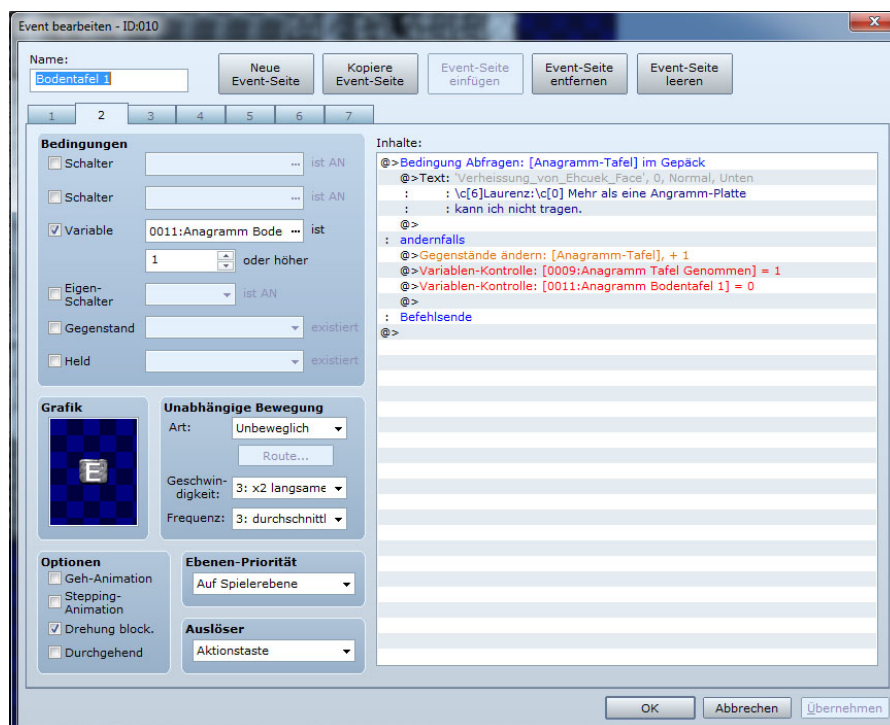 Event bearbeiten - ID:010
Name:
Bodentafel 1
Neue
Event-Seite
Kopiere
Event-Seite
Event-Seite
einfügen
Event-Seite
entfernen
Event-Seite
leeren
1 2 3 4 5 6 7
Bedingungen
Schalter ... ist AN
Schalter ... ist AN
Variable 0011:Anagramm Bode ... ist
1 oder höher
Eigen-
Schalter ist AN
Gegenstand existiert
Held existiert
Grafik
E
Unabhängige Bewegung
Art: Unbeweglich
Route...
Geschwin-
digkeit: 3: x2 langsame
Frequenz: 3: durchschnittl
Optionen
Geh-Animation
Stepping-
Animation
Drehung block.
Durchgehend
Ebenen-Priorität
Auf Spielerebene
Auslöser
Aktionstaste
Inhalte:
@>Bedingung Abfragen: [Anagramm-Tafel] im Gepäck
@>Text: 'Verheissung_von_Ehcuek_Face', 0, Normal, Unten
: : \c[6]Laurenz:\c[0] Mehr als eine Angramm-Platte
: : kann ich nicht tragen.
@>
: andernfalls
@>Gegenstände ändern: [Anagramm-Tafel], + 1
@>Variablen-Kontrolle: [0009:Anagramm Tafel Genommen] = 1
@>Variablen-Kontrolle: [0011:Anagramm Bodentafel 1] = 0
@>
: Befehlsende
@>
OK Abbrechen Übernehmen